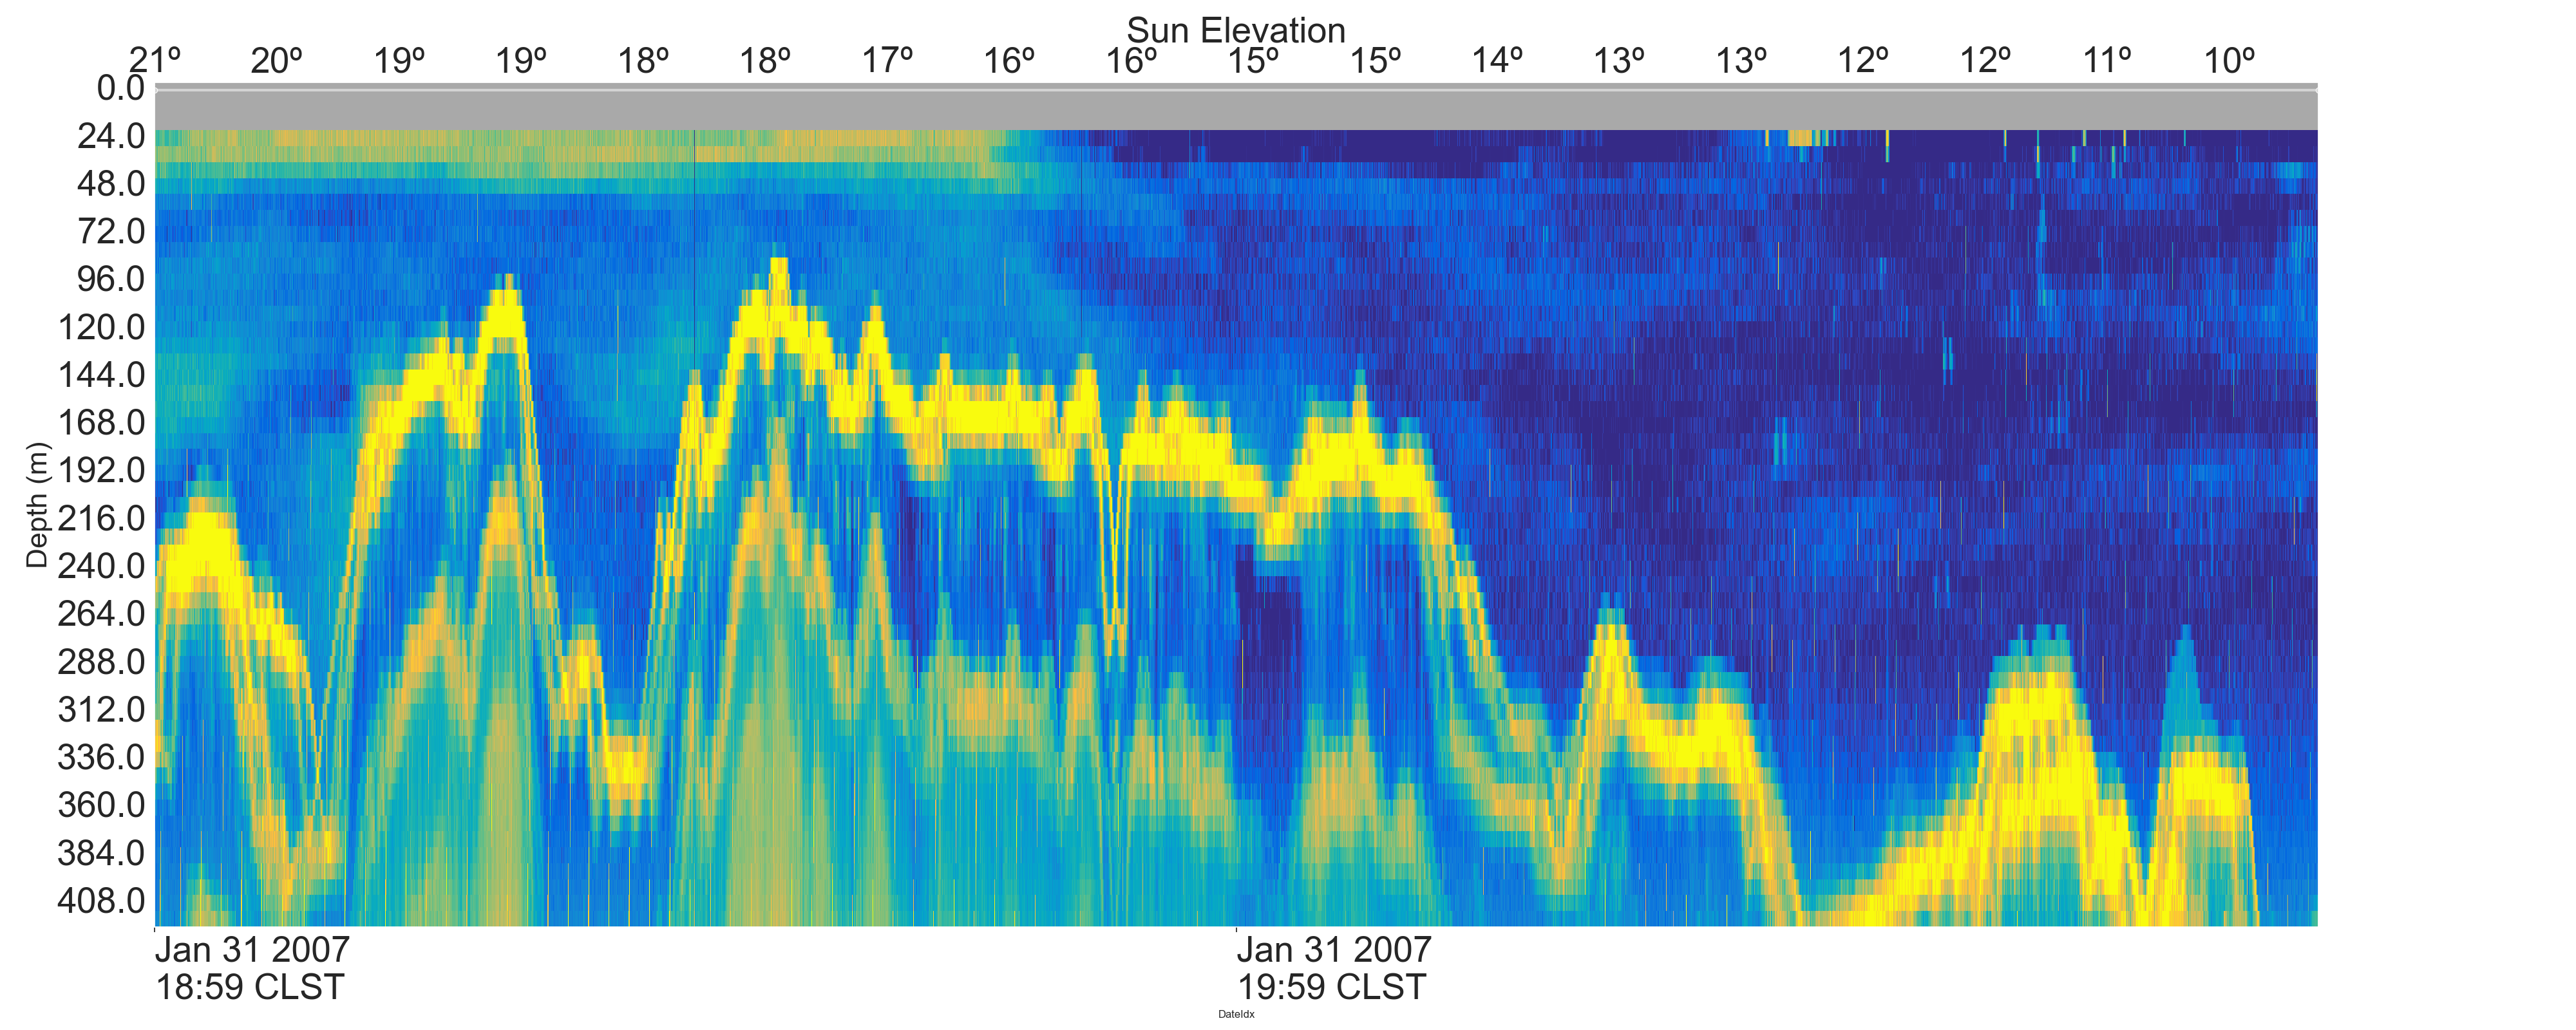 Sun Elevation
21º 20º 19º 19º 18º 18º 17º 16º 16º 15º 15º 14º 13º 13º 12º 12º 11º 10º
0.0
24.0
48.0
72.0
96.0
120.0
144.0
168.0
192.0
216.0
240.0
264.0
288.0
312.0
336.0
360.0
384.0
408.0
Depth (m)
Jan 31 2007
18:59 CLST
Jan 31 2007
19:59 CLST
DateIdx